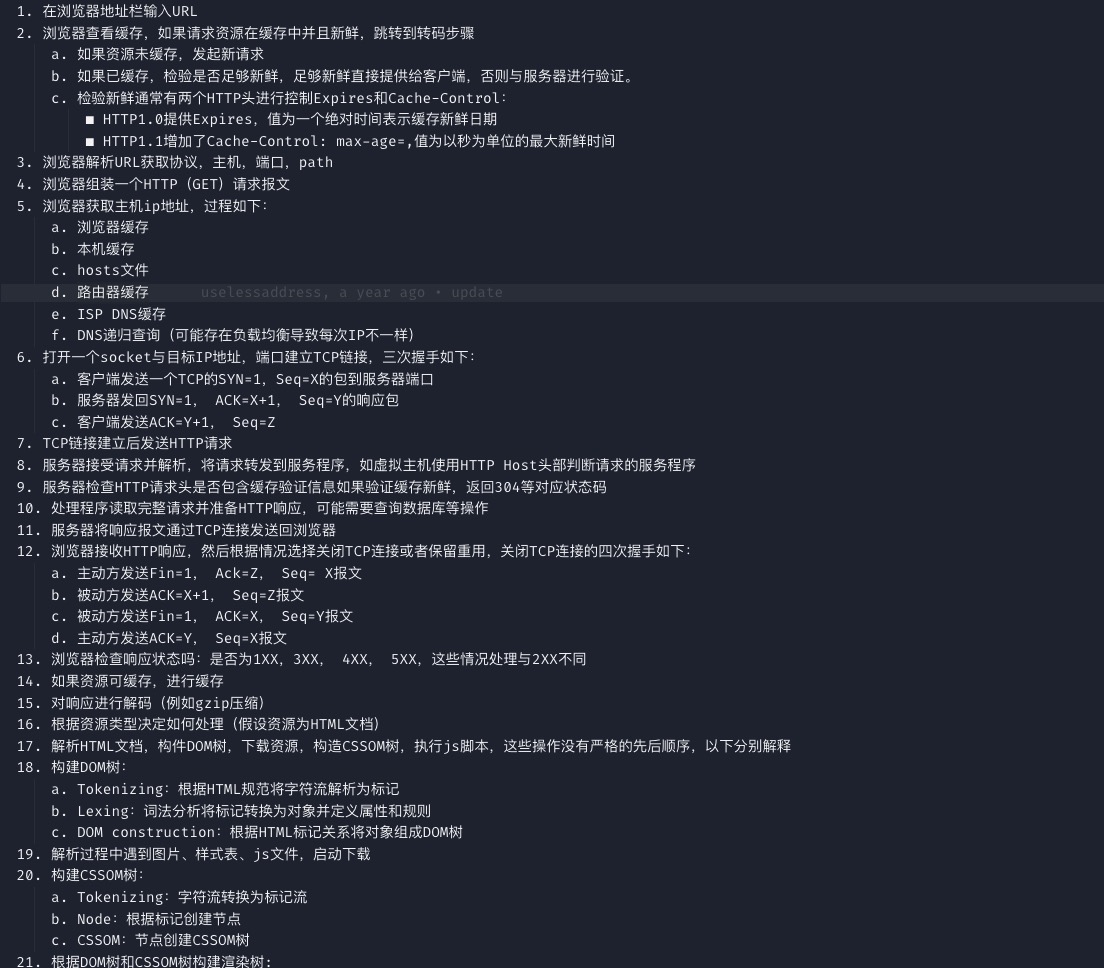 1. 在浏览器地址栏输入URL
2. 浏览器查看缓存，如果请求资源在缓存中并且新鲜，跳转到转码步骤
a. 如果资源未缓存，发起新请求
b. 如果已缓存，检验是否足够新鲜，足够新鲜直接提供给客户端，否则与服务器进行验证。
c. 检验新鲜通常有两个HTTP头进行控制Expires和Cache-Control：
■ HTTP1.0提供Expires，值为一个绝对时间表示缓存新鲜日期
■ HTTP1.1增加了Cache-Control: max-age=,值为以秒为单位的最大新鲜时间
3. 浏览器解析URL获取协议，主机，端口，path
4. 浏览器组装一个HTTP（GET）请求报文
5. 浏览器获取主机ip地址，过程如下：
a. 浏览器缓存
b. 本机缓存
c. hosts文件
d. 路由器缓存 uselessaddress, a year ago • update
e. ISP DNS缓存
f. DNS递归查询（可能存在负载均衡导致每次IP不一样）
6. 打开一个socket与目标IP地址，端口建立TCP链接，三次握手如下：
a. 客户端发送一个TCP的SYN=1，Seq=X的包到服务器端口
b. 服务器发回SYN=1， ACK=X+1， Seq=Y的响应包
c. 客户端发送ACK=Y+1， Seq=Z
7. TCP链接建立后发送HTTP请求
8. 服务器接受请求并解析，将请求转发到服务程序，如虚拟主机使用HTTP Host头部判断请求的服务程序
9. 服务器检查HTTP请求头是否包含缓存验证信息如果验证缓存新鲜，返回304等对应状态码
10. 处理程序读取完整请求并准备HTTP响应，可能需要查询数据库等操作
11. 服务器将响应报文通过TCP连接发送回浏览器
12. 浏览器接收HTTP响应，然后根据情况选择关闭TCP连接或者保留重用，关闭TCP连接的四次握手如下：
a. 主动方发送Fin=1， Ack=Z， Seq= X报文
b. 被动方发送ACK=X+1， Seq=Z报文
c. 被动方发送Fin=1， ACK=X， Seq=Y报文
d. 主动方发送ACK=Y， Seq=X报文
13. 浏览器检查响应状态吗：是否为1XX，3XX， 4XX， 5XX，这些情况处理与2XX不同
14. 如果资源可缓存，进行缓存
15. 对响应进行解码（例如gzip压缩）
16. 根据资源类型决定如何处理（假设资源为HTML文档）
17. 解析HTML文档，构件DOM树，下载资源，构造CSSOM树，执行js脚本，这些操作没有严格的先后顺序，以下分别解释
18. 构建DOM树：
a. Tokenizing：根据HTML规范将字符流解析为标记
b. Lexing：词法分析将标记转换为对象并定义属性和规则
c. DOM construction：根据HTML标记关系将对象组成DOM树
19. 解析过程中遇到图片、样式表、js文件，启动下载
20. 构建CSSOM树：
a. Tokenizing：字符流转换为标记流
b. Node：根据标记创建节点
c. CSSOM：节点创建CSSOM树
21. 根据DOM树和CSSOM树构建渲染树: